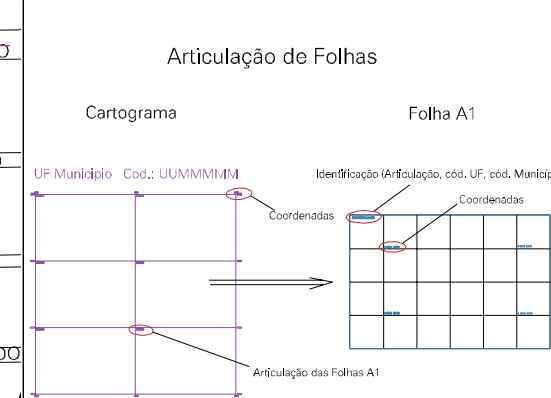 Articulação de Folhas
Cartograma
Folha A1
UF Municipio Cod.: UUMMMMM
Identificação (Articulação, cód. UF, cód. Municíp
Coordenadas
Coordenadas
Articulação das Folhas A1